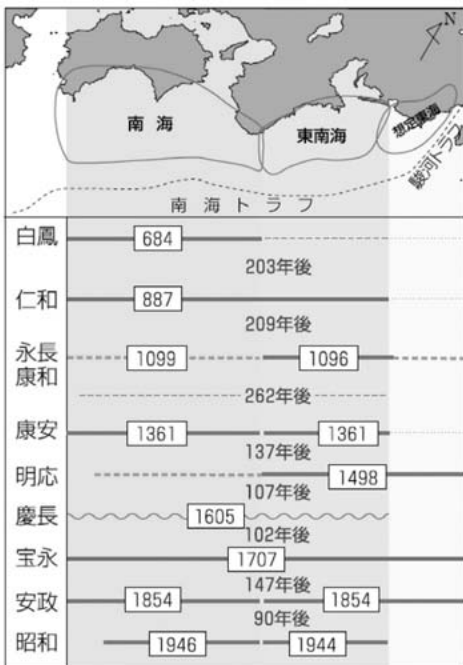 N
南海
東南海
想定東海
駿河トラフ
南海トラフ
白鳳
684
203年後
仁和
887
209年後
永長
康和
1099
1096
262年後
康安
1361
1361
137年後
明応
1498
107年後
慶長
1605
102年後
宝永
1707
147年後
安政
1854
1854
90年後
昭和
1946
1944